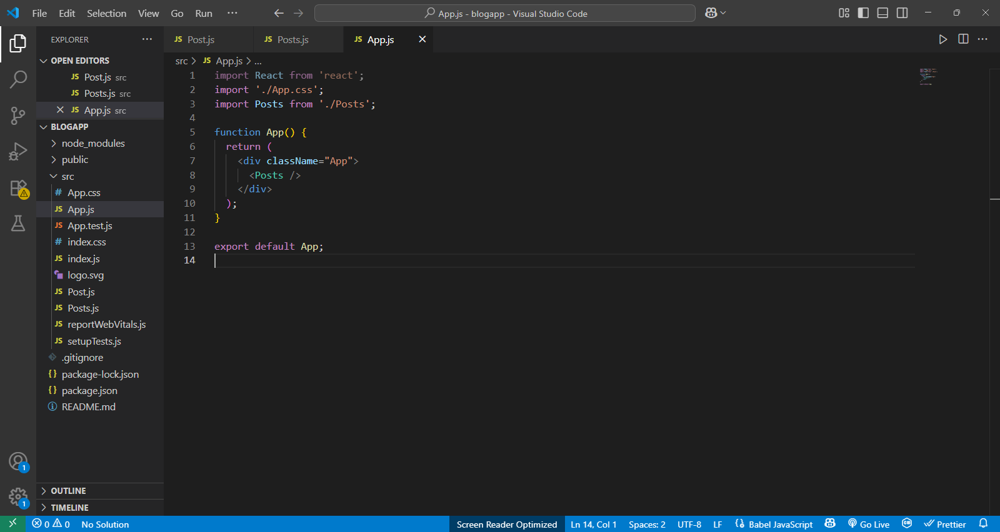 File Edit Selection View Go Run ... App.js - blogapp - Visual Studio Code
EXPLORER ...
OPEN EDITORS
JS Post.js src
JS Posts.js src
JS App.js src
BLOGAPP
node_modules
public
src
# App.css
JS App.js
JS App.test.js
# index.css
JS index.js
logo.svg
JS Post.js
JS Posts.js
JS reportWebVitals.js
JS setupTests.js
.gitignore
{} package-lock.json
{} package.json
README.md
OUTLINE
TIMELINE
1
1
JS Post.js JS Posts.js JS App.js
src > JS App.js > ...
1 import React from 'react';
2 import './App.css';
3 import Posts from './Posts';
4
5 function App() {
6 return (
7 <div className="App">
8 <Posts />
9 </div>
10 );
11 }
12
13 export default App;
14
0 0 No Solution Screen Reader Optimized Ln 14, Col 1 Spaces: 2 UTF-8 LF {} Babel JavaScript Go Live Prettier